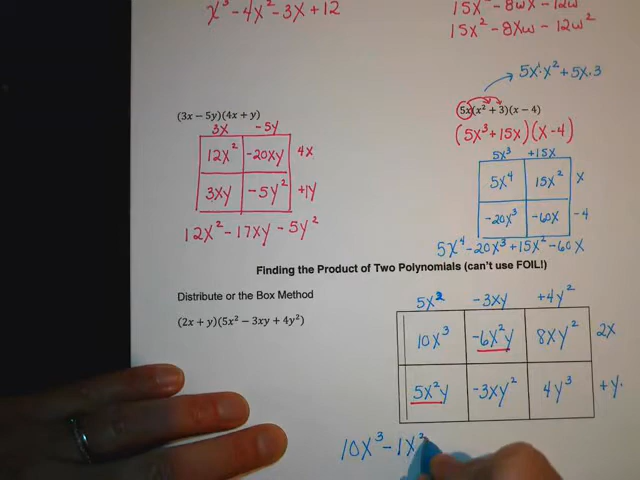 x³ - 4x² - 3x + 12
15x² - 8wx - 12w²
15x² - 8xw - 12w²
5x¹·x² + 5x·3
(3x − 5y)(4x + y)
5x(x² + 3)(x − 4)
3x -5y
(5x³ + 15x)(x - 4)
12x² -20xy 4x
5x³ +15x
3xy -5y² +1y
5x⁴ 15x² x
12x² - 17xy - 5y²
-20x³ -60x -4
5x⁴ - 20x³ + 15x² - 60x
Finding the Product of Two Polynomials (can't use FOIL!)
Distribute or the Box Method
5x² -3xy +4y²
(2x + y)(5x² − 3xy + 4y²)
10x³ -6x²y 8xy² 2x
5x²y -3xy² 4y³ +y
10x³ - 1x²